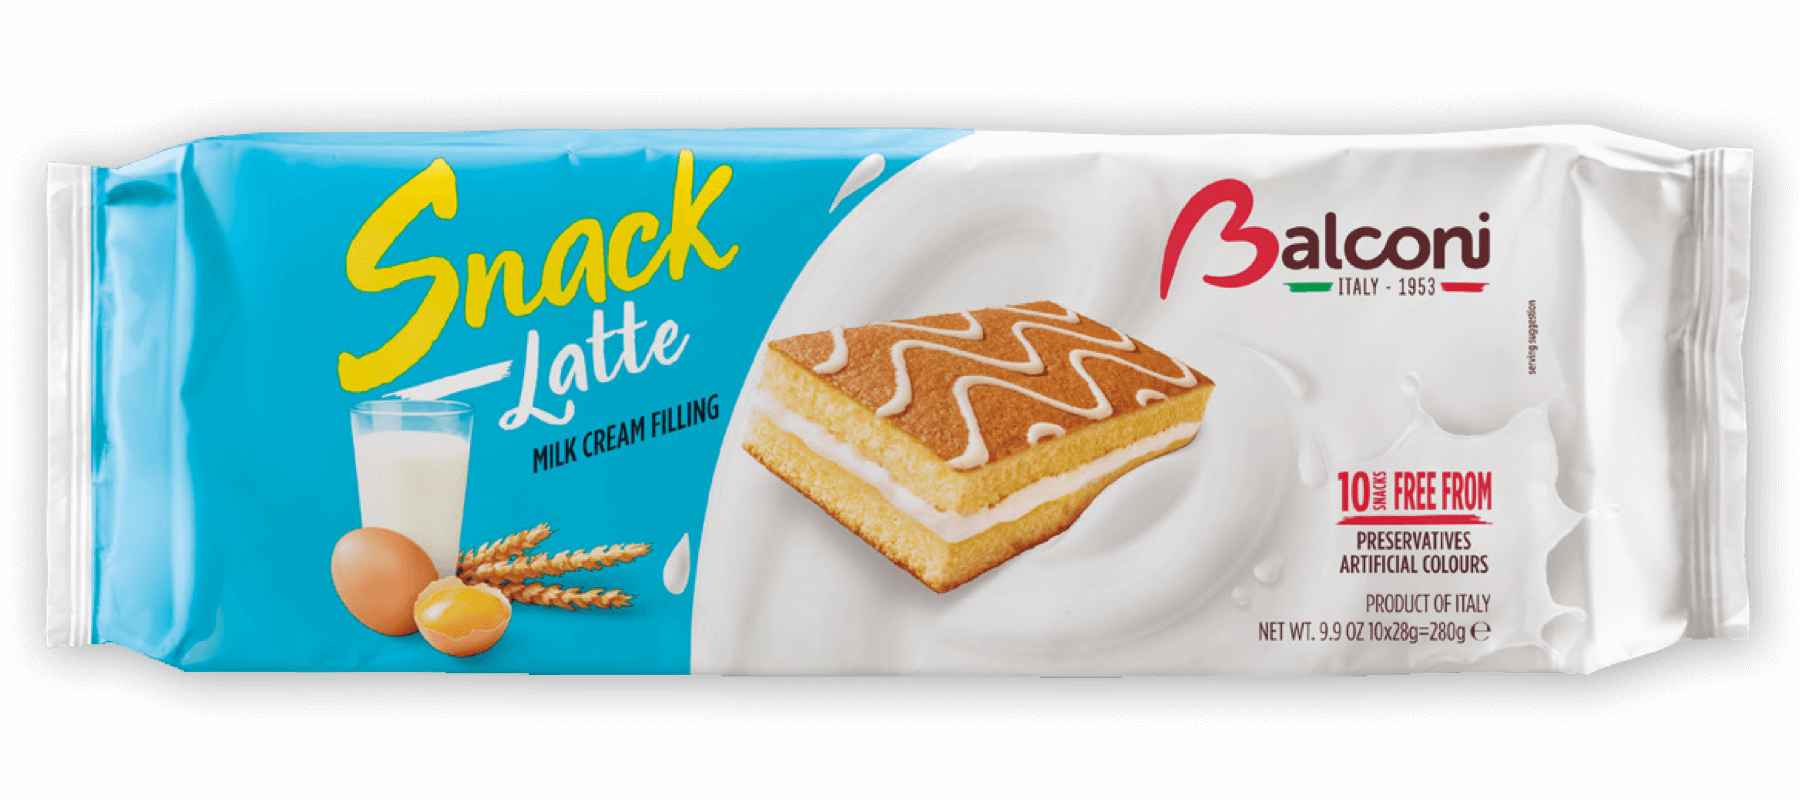 Snack
Latte
MILK CREAM FILLING
Balconi
ITALY - 1953
serving suggestion
10 SNACKS FREE FROM
PRESERVATIVES
ARTIFICIAL COLOURS
PRODUCT OF ITALY
NET WT. 9.9 OZ 10x28g=280g ℮